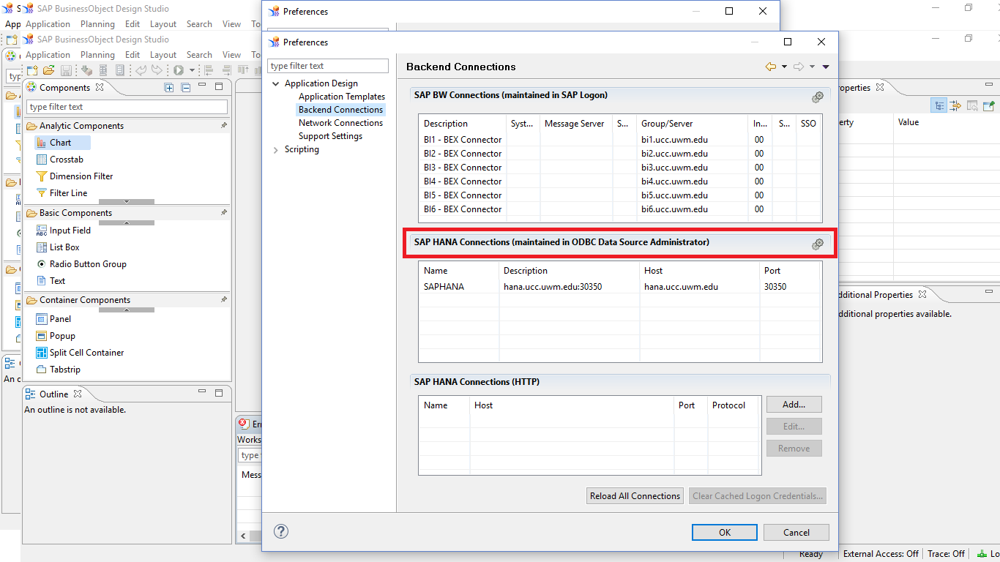 S
SAP BusinessObject Design Studio
App
Application Planning Edit Layout Search View To
SAP BusinessObject Design Studio
Application Planning Edit Layout Search View To
Components
type filter text
Analytic Components
Chart
Crosstab
Dimension Filter
Filter Line
Basic Components
Input Field
List Box
Radio Button Group
Text
Container Components
Panel
Popup
Split Cell Container
Tabstrip
Outline
An outline is not available.
An o
typ
Er
Works
type
Mess
Preferences
Preferences
type filter text
Application Design
Application Templates
Backend Connections
Network Connections
Support Settings
Scripting
Backend Connections
SAP BW Connections (maintained in SAP Logon)
Description Syst... Message Server S... Group/Server In... S... SSO
BI1 - BEX Connector bi1.ucc.uwm.edu 00
BI2 - BEX Connector bi2.ucc.uwm.edu 00
BI3 - BEX Connector bi3.ucc.uwm.edu 00
BI4 - BEX Connector bi4.ucc.uwm.edu 00
BI5 - BEX Connector bi5.ucc.uwm.edu 00
BI6 - BEX Connector bi6.ucc.uwm.edu 00
SAP HANA Connections (maintained in ODBC Data Source Administrator)
Name Description Host Port
SAPHANA hana.ucc.uwm.edu:30350 hana.ucc.uwm.edu 30350
SAP HANA Connections (HTTP)
Name Host Port Protocol
Add...
Edit...
Remove
Reload All Connections Clear Cached Logon Credentials...
OK Cancel
operties
erty Value
dditional Properties
dditional properties available.
Ready External Access: Off Trace: Off Lo